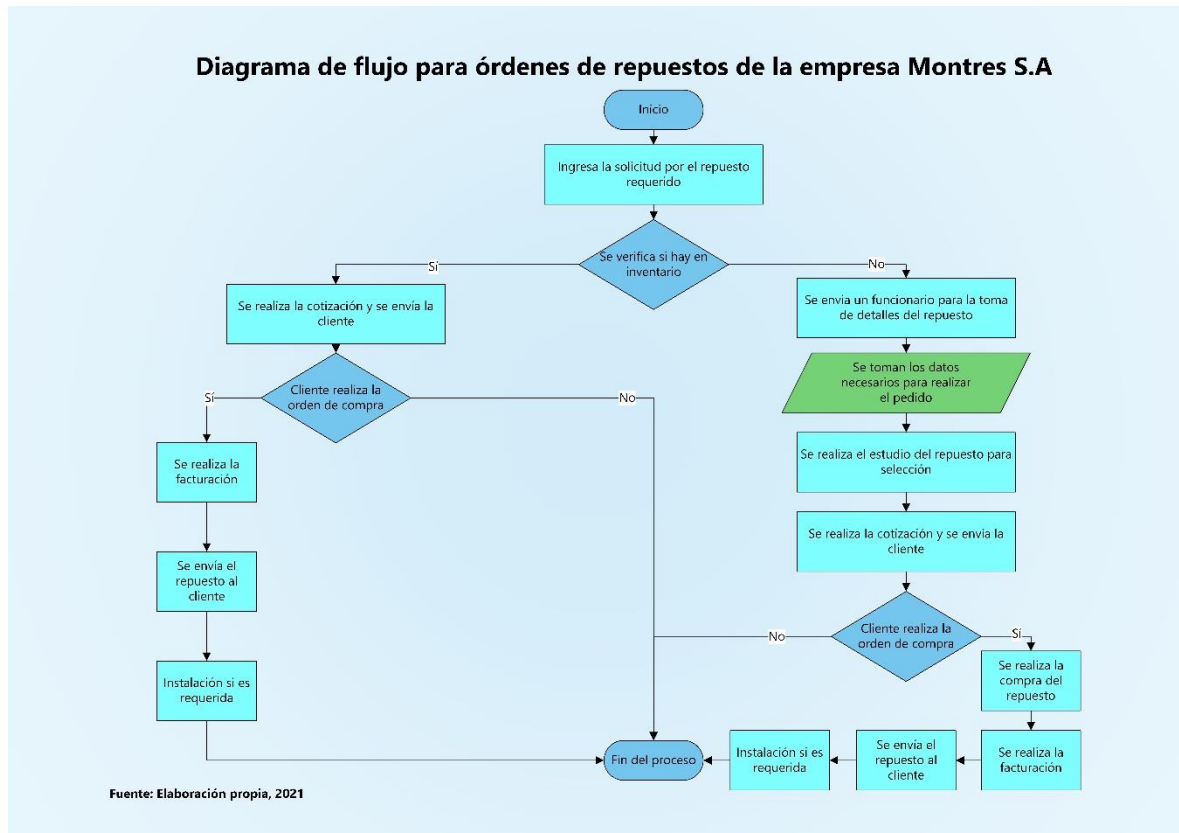 Diagrama de flujo para órdenes de repuestos de la empresa Montres S.A
Inicio
Ingresa la solicitud por el repuesto
requerido
Se verifica si hay en
inventario
Sí
No
Se realiza la cotización y se envía la
cliente
Cliente realiza la
orden de compra
Sí
No
Se realiza la
facturación
Se envía el
repuesto al
cliente
Instalación si es
requerida
Se envia un funcionario para la toma
de detalles del repuesto
Se toman los datos
necesarios para realizar
el pedido
Se realiza el estudio del repuesto para
selección
Se realiza la cotización y se envía la
cliente
Cliente realiza la
orden de compra
No
Sí
Se realiza la
compra del
repuesto
Se realiza la
facturación
Se envía el
repuesto al
cliente
Instalación si es
requerida
Fin del proceso
Fuente: Elaboración propia, 2021